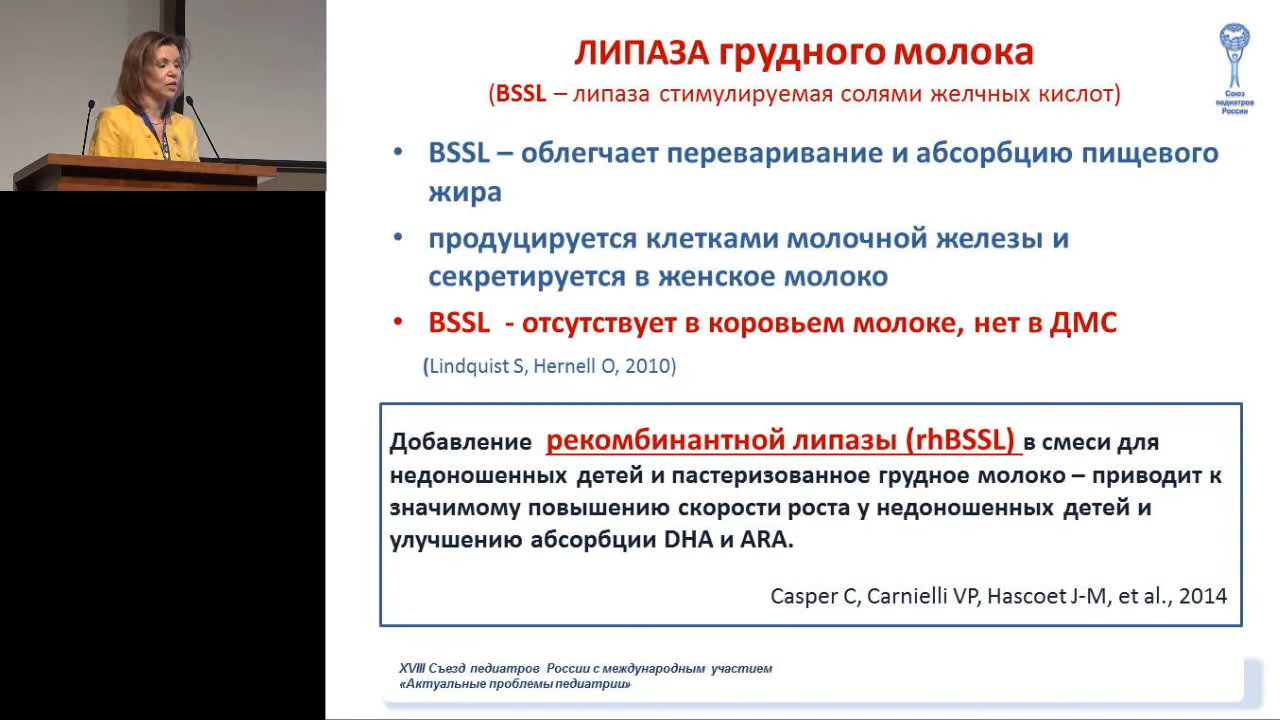 ЛИПАЗА грудного молока
(BSSL – липаза стимулируемая солями желчных кислот)
Союз
педиатров
России
• BSSL – облегчает переваривание и абсорбцию пищевого
жира
• продуцируется клетками молочной железы и
секретируется в женское молоко
• BSSL - отсутствует в коровьем молоке, нет в ДМС
(Lindquist S, Hernell O, 2010)
Добавление рекомбинантной липазы (rhBSSL) в смеси для
недоношенных детей и пастеризованное грудное молоко – приводит к
значимому повышению скорости роста у недоношенных детей и
улучшению абсорбции DHA и ARA.
Casper C, Carnielli VP, Hascoet J-M, et al., 2014
XVIII Съезд педиатров России с международным участием
«Актуальные проблемы педиатрии»